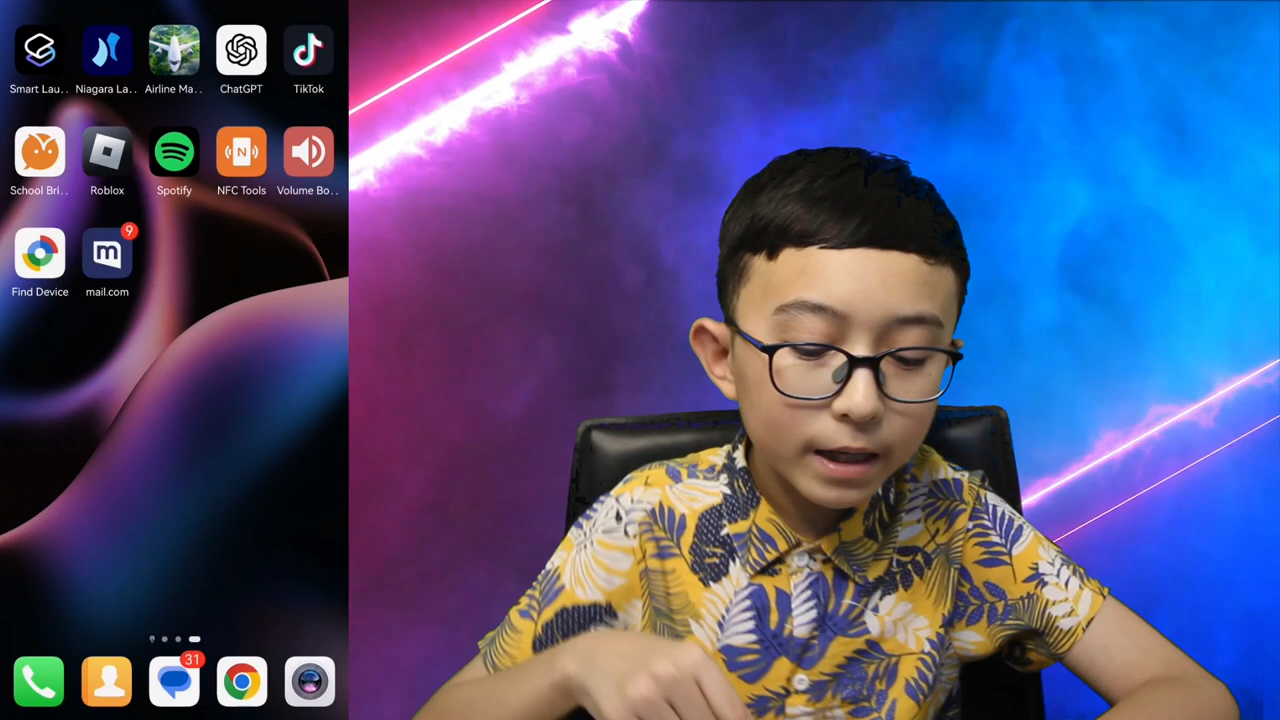 Smart Lau..
Niagara La..
Airline Ma..
ChatGPT
TikTok
School Bri..
Roblox
Spotify
N
NFC Tools
Volume Bo..
9
m
Find Device
mail.com
31